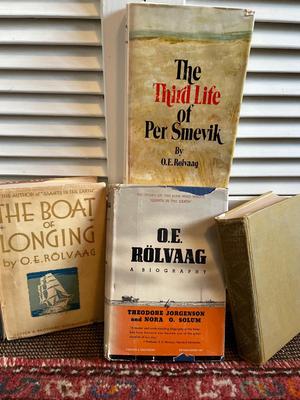 The
Third Life
of
Per Smevik
By
O.E. Rölvaag
THE AUTHOR of "GIANTS IN THE EARTH"
THE BOAT
OF
LONGING
by O.E. RÖLVAAG
THE STORY OF THE MAN WHO WROTE
"GIANTS IN THE EARTH"
O.E.
RÖLVAAG
A BIOGRAPHY
THEODORE JORGENSON
and NORA O. SOLUM